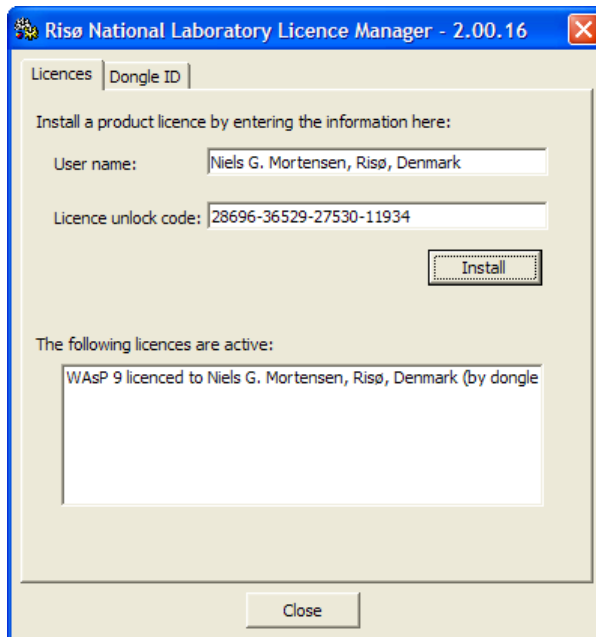 Risø National Laboratory Licence Manager - 2.00.16
Licences Dongle ID
Install a product licence by entering the information here:
User name: Niels G. Mortensen, Risø, Denmark
Licence unlock code: 28696-36529-27530-11934
Install
The following licences are active:
WAsP 9 licenced to Niels G. Mortensen, Risø, Denmark (by dongle
Close